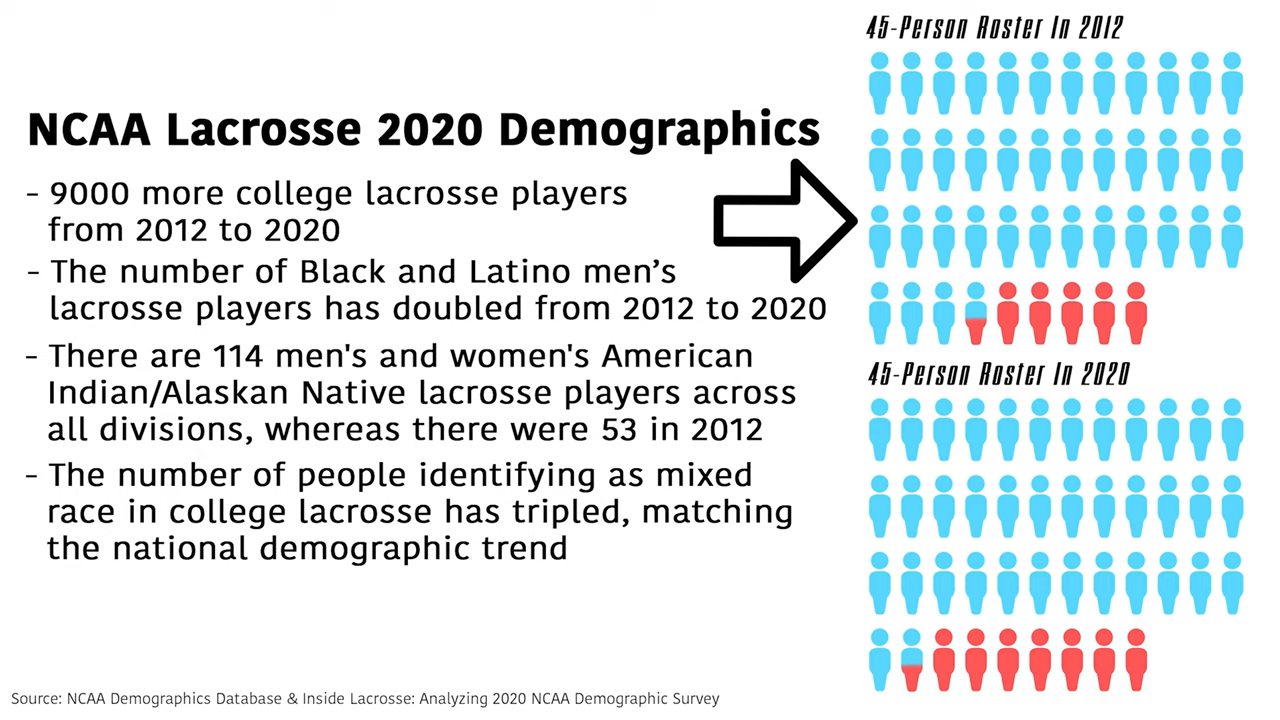 NCAA Lacrosse 2020 Demographics
- 9000 more college lacrosse players
from 2012 to 2020
- The number of Black and Latino men’s
lacrosse players has doubled from 2012 to 2020
- There are 114 men's and women's American
Indian/Alaskan Native lacrosse players across
all divisions, whereas there were 53 in 2012
- The number of people identifying as mixed
race in college lacrosse has tripled, matching
the national demographic trend
45-Person Roster In 2012
45-Person Roster In 2020
Source: NCAA Demographics Database & Inside Lacrosse: Analyzing 2020 NCAA Demographic Survey